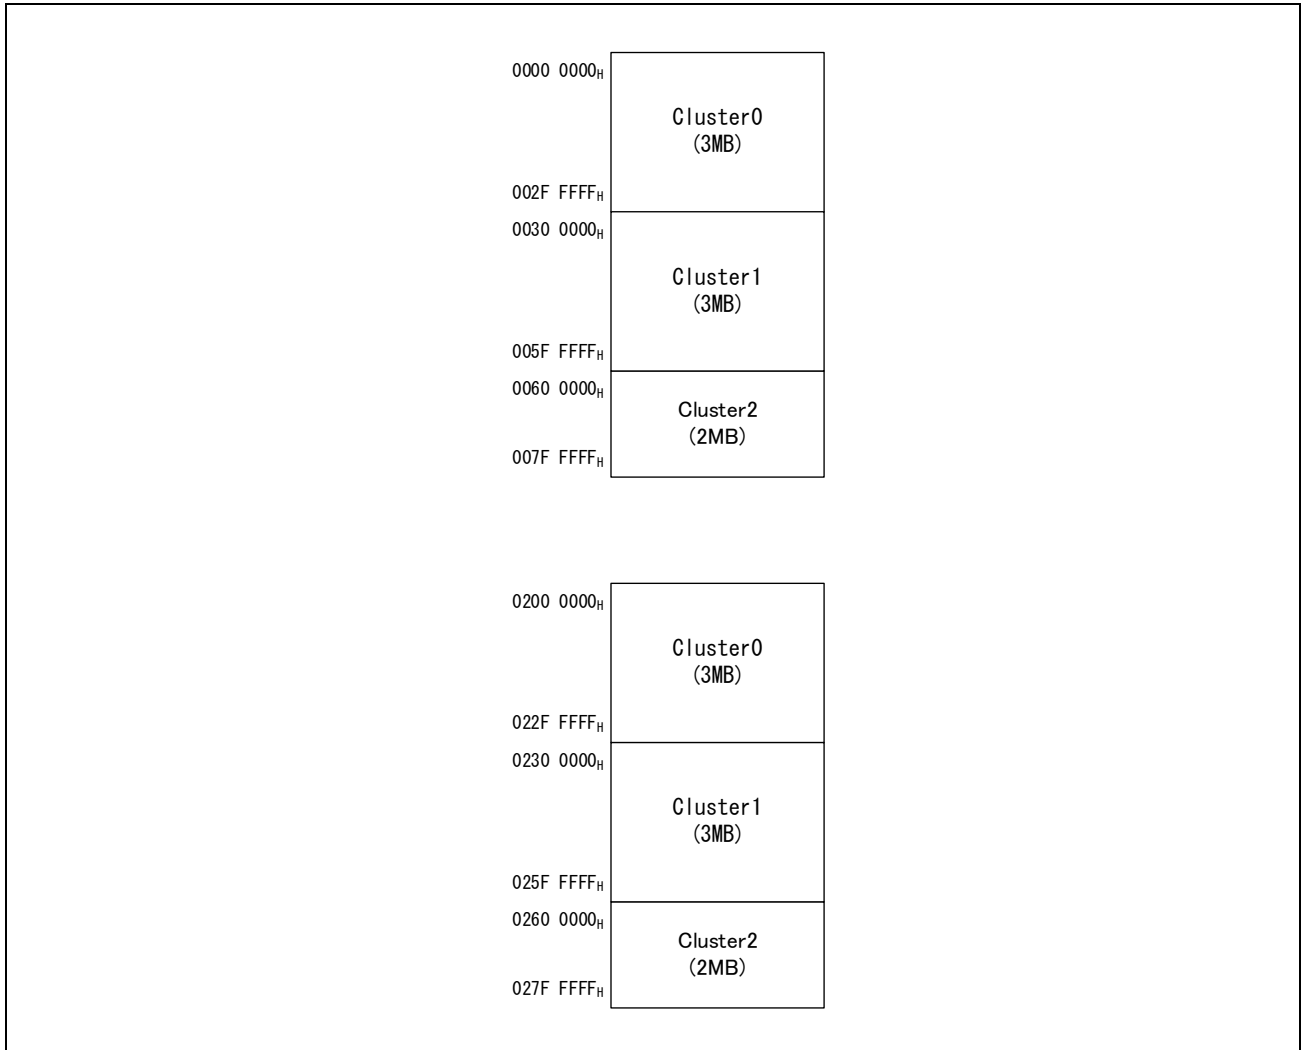 0000 0000H
Cluster0
(3MB)
002F FFFFH
0030 0000H
Cluster1
(3MB)
005F FFFFH
0060 0000H
Cluster2
(2MB)
007F FFFFH
0200 0000H
Cluster0
(3MB)
022F FFFFH
0230 0000H
Cluster1
(3MB)
025F FFFFH
0260 0000H
Cluster2
(2MB)
027F FFFFH